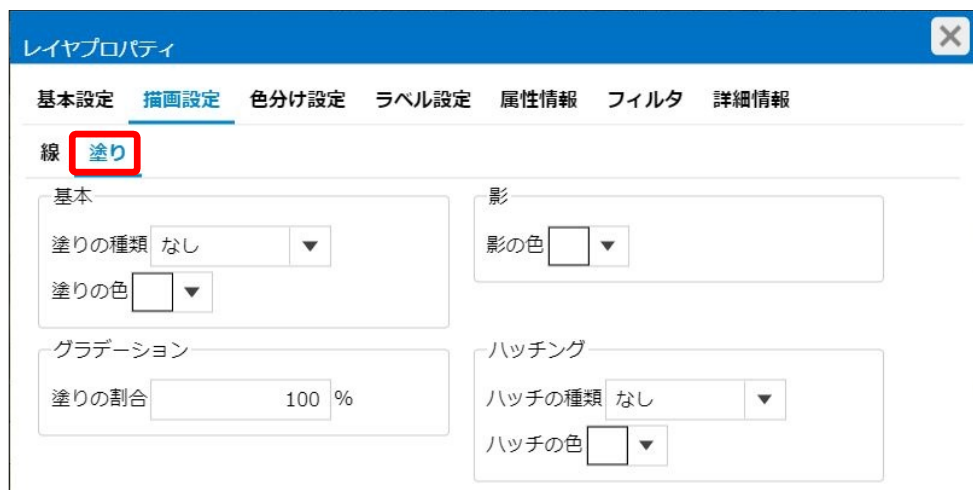 レイヤプロパティ
基本設定 描画設定 色分け設定 ラベル設定 属性情報 フィルタ 詳細情報
線 塗り
基本
塗りの種類 なし
塗りの色
影
影の色
グラデーション
塗りの割合 100 %
ハッチング
ハッチの種類 なし
ハッチの色